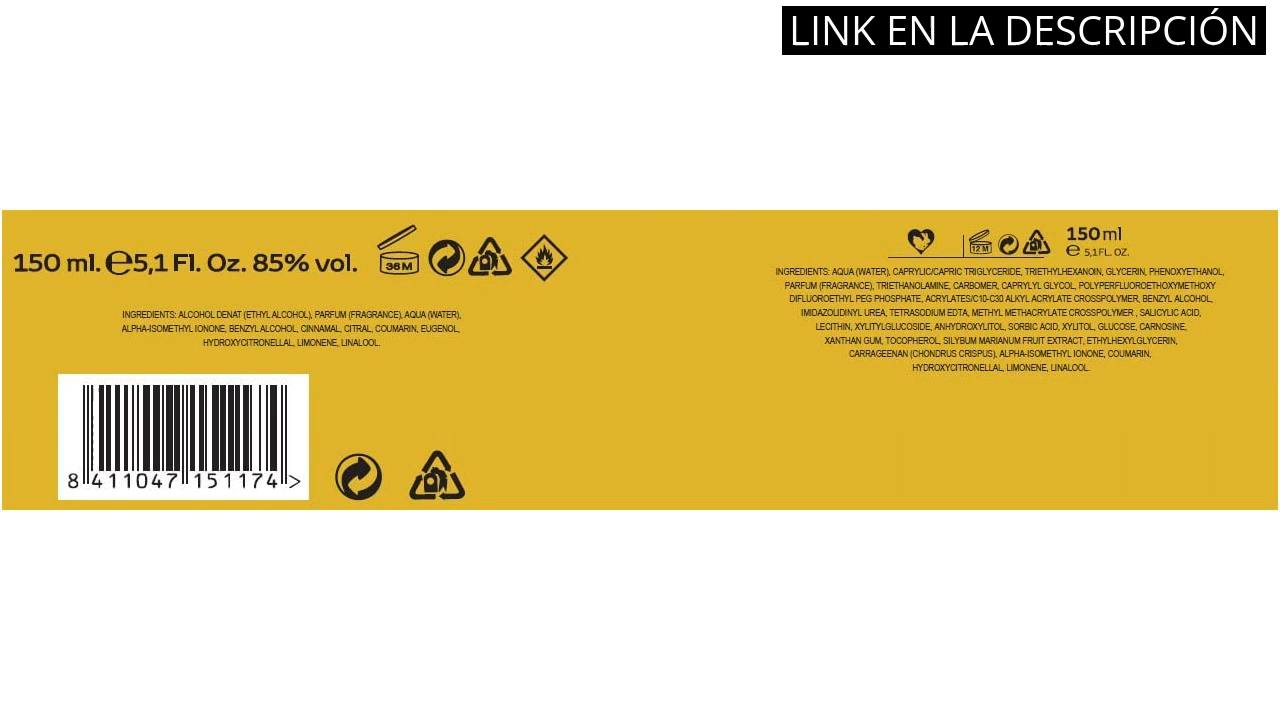 LINK EN LA DESCRIPCIÓN
150 ml. ℮5,1 Fl. Oz. 85% vol.
36M
INGREDIENTS: ALCOHOL DENAT (ETHYL ALCOHOL), PARFUM (FRAGRANCE), AQUA (WATER),
ALPHA-ISOMETHYL IONONE, BENZYL ALCOHOL, CINNAMAL, CITRAL, COUMARIN, EUGENOL,
HYDROXYCITRONELLAL, LIMONENE, LINALOOL.
8 411047 151174 >
12 M
150 ml
℮ 5,1 FL. OZ.
INGREDIENTS: AQUA (WATER), CAPRYLIC/CAPRIC TRIGLYCERIDE, TRIETHYLHEXANOIN, GLYCERIN, PHENOXYETHANOL,
PARFUM (FRAGRANCE), TRIETHANOLAMINE, CARBOMER, CAPRYLYL GLYCOL, POLYPERFLUOROETHOXYMETHOXY
DIFLUOROETHYL PEG PHOSPHATE, ACRYLATES/C10-C30 ALKYL ACRYLATE CROSSPOLYMER, BENZYL ALCOHOL,
IMIDAZOLIDINYL UREA, TETRASODIUM EDTA, METHYL METHACRYLATE CROSSPOLYMER , SALICYLIC ACID,
LECITHIN, XYLITYLGLUCOSIDE, ANHYDROXYLITOL, SORBIC ACID, XYLITOL, GLUCOSE, CARNOSINE,
XANTHAN GUM, TOCOPHEROL, SILYBUM MARIANUM FRUIT EXTRACT, ETHYLHEXYLGLYCERIN,
CARRAGEENAN (CHONDRUS CRISPUS), ALPHA-ISOMETHYL IONONE, COUMARIN,
HYDROXYCITRONELLAL, LIMONENE, LINALOOL.